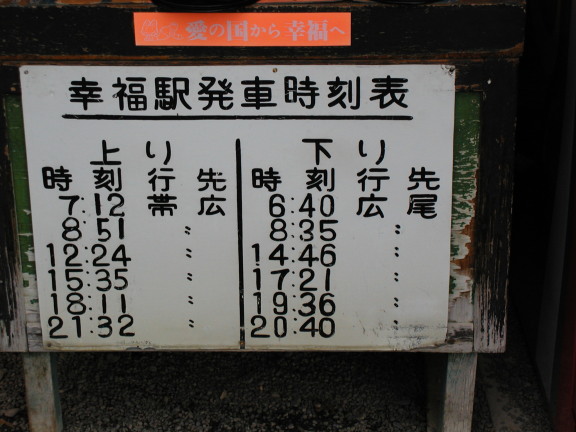 愛の国から幸福へ
幸福駅発車時刻表
上り 下り
時刻 行先 時刻 行先
7:12 帯広 6:40 広尾
8:51 〃 8:35 〃
12:24 〃 14:46 〃
15:35 〃 17:21 〃
18:11 〃 19:36 〃
21:32 〃 20:40 〃